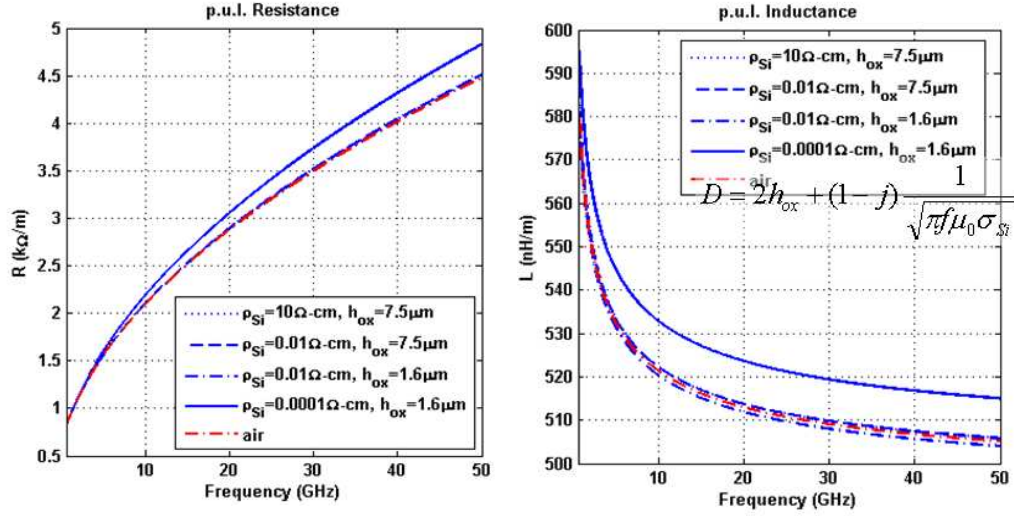 p.u.l. Resistance
R (kΩ/m)
5
4.5
4
3.5
3
2.5
2
1.5
1
0.5
10 20 30 40 50
Frequency (GHz)
ρSi=10Ω-cm, hox=7.5μm
ρSi=0.01Ω-cm, hox=7.5μm
ρSi=0.01Ω-cm, hox=1.6μm
ρSi=0.0001Ω-cm, hox=1.6μm
air
p.u.l. Inductance
L (nH/m)
600
590
580
570
560
550
540
530
520
510
500
10 20 30 40 50
Frequency (GHz)
ρSi=10Ω-cm, hox=7.5μm
ρSi=0.01Ω-cm, hox=7.5μm
ρSi=0.01Ω-cm, hox=1.6μm
ρSi=0.0001Ω-cm, hox=1.6μm
air
D = 2hox + (1 − j) 1/√πfμ0σSi